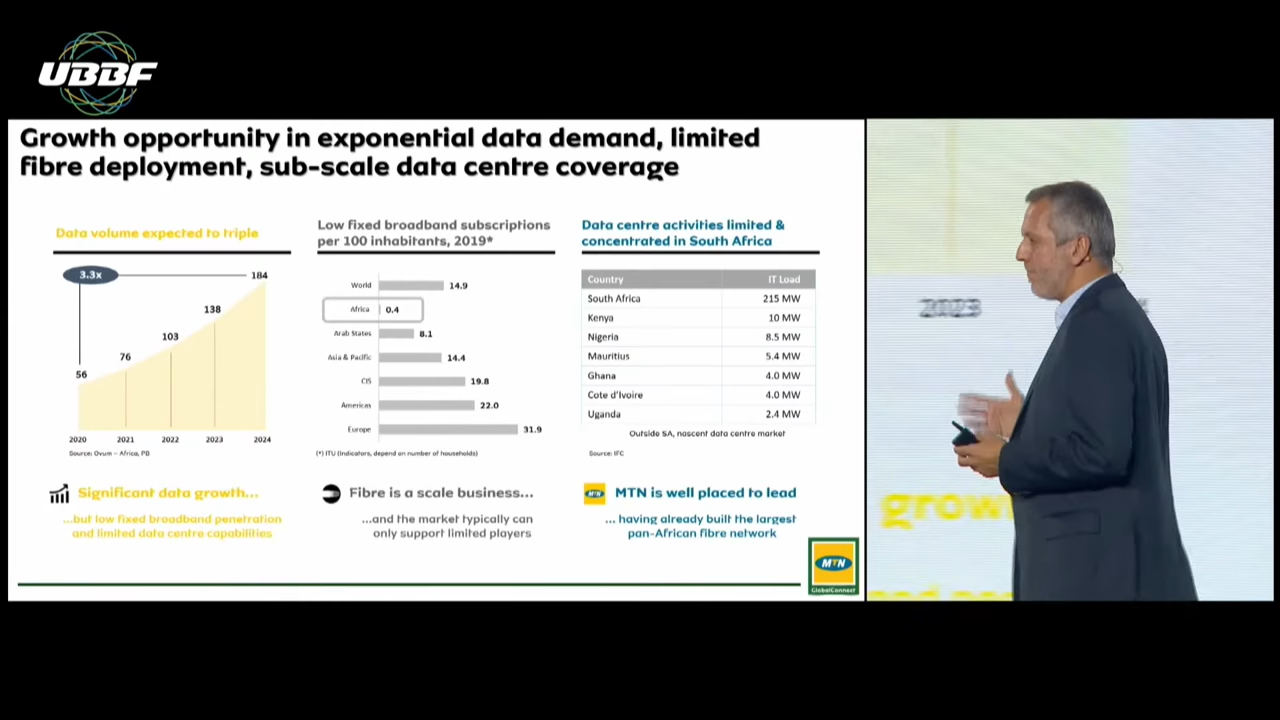 UBBF
Growth opportunity in exponential data demand, limited
fibre deployment, sub-scale data centre coverage
Data volume expected to triple
3.3x
184
138
103
76
56
2020
2021
2022
2023
2024
Source: Ovum – Africa, PB
Significant data growth...
...but low fixed broadband penetration
and limited data centre capabilities
Low fixed broadband subscriptions
per 100 inhabitants, 2019*
World 14.9
Africa 0.4
Arab States 8.1
Asia & Pacific 14.4
CIS 19.8
Americas 22.0
Europe 31.9
(*) ITU (Indicators, depend on number of households)
Fibre is a scale business...
...and the market typically can
only support limited players
Data centre activities limited &
concentrated in South Africa
Country IT Load
South Africa 215 MW
Kenya 10 MW
Nigeria 8.5 MW
Mauritius 5.4 MW
Ghana 4.0 MW
Cote d'Ivoire 4.0 MW
Uganda 2.4 MW
Outside SA, nascent data centre market
Source: IFC
MTN
MTN is well placed to lead
... having already built the largest
pan-African fibre network
MTN
GlobalConnect
2023
grow